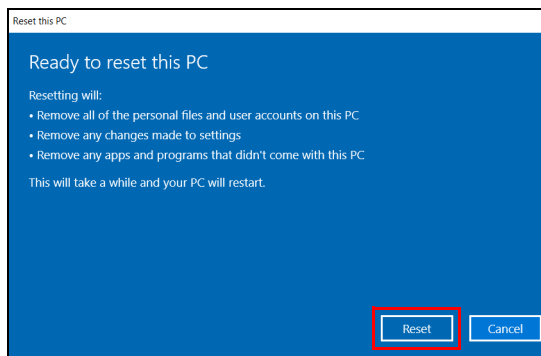 Reset this PC
Ready to reset this PC
Resetting will:
• Remove all of the personal files and user accounts on this PC
• Remove any changes made to settings
• Remove any apps and programs that didn't come with this PC
This will take a while and your PC will restart.
Reset
Cancel